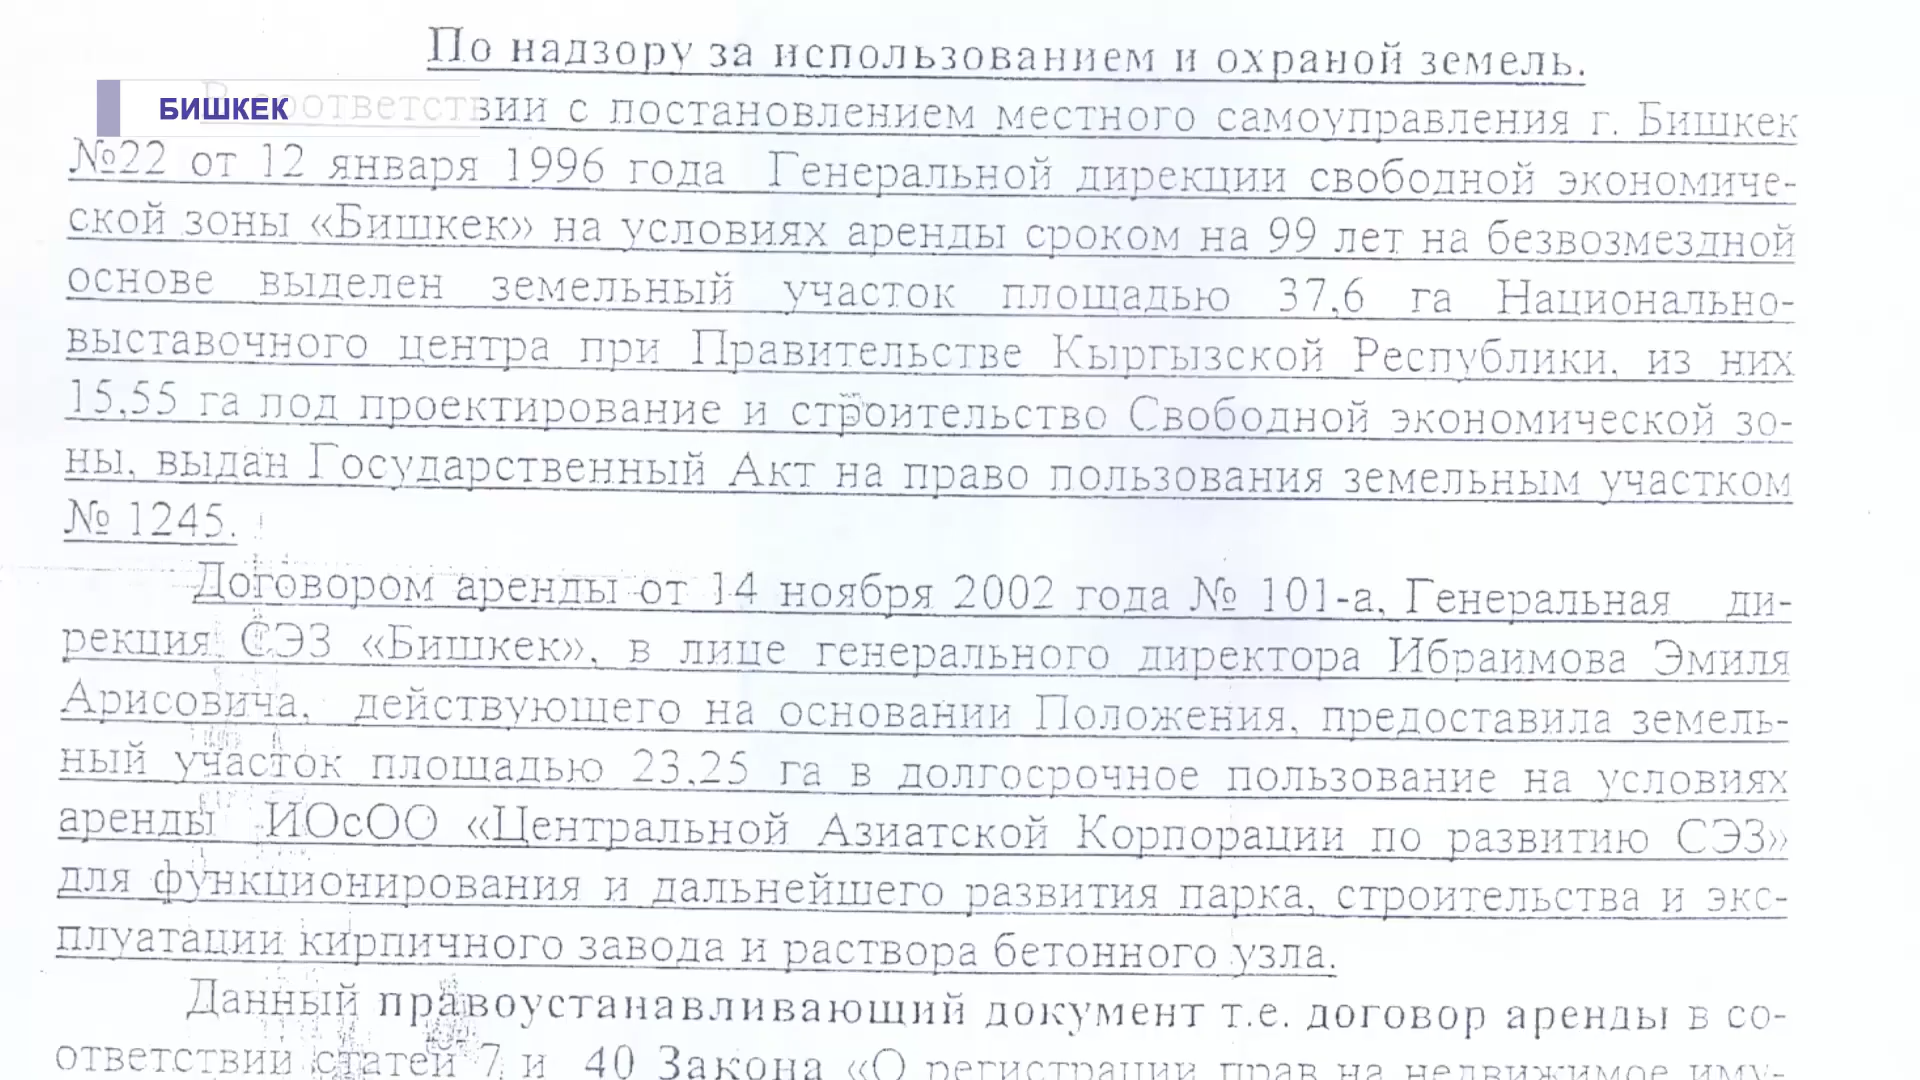 По надзору за использованием и охраной земель.
БИШКЕК
В соответствии с постановлением местного самоуправления г. Бишкек
№22 от 12 января 1996 года Генеральной дирекции свободной экономиче-
ской зоны «Бишкек» на условиях аренды сроком на 99 лет на безвозмездной
основе выделен земельный участок площадью 37,6 га Национально-
выставочного центра при Правительстве Кыргызской Республики, из них
15,55 га под проектирование и строительство Свободной экономической зо-
ны, выдан Государственный Акт на право пользования земельным участком
№ 1245.
Договором аренды от 14 ноября 2002 года № 101-а, Генеральная ди-
рекция СЭЗ «Бишкек», в лице генерального директора Ибраимова Эмиля
Арисовича, действующего на основании Положения, предоставила земель-
ный участок площадью 23,25 га в долгосрочное пользование на условиях
аренды ИОсОО «Центральной Азиатской Корпорации по развитию СЭЗ»
для функционирования и дальнейшего развития парка, строительства и экс-
плуатации кирпичного завода и раствора бетонного узла.
Данный правоустанавливающий документ т.е. договор аренды в со-
ответствии статей 7 и 40 Закона «О регистрации прав на недвижимое иму-